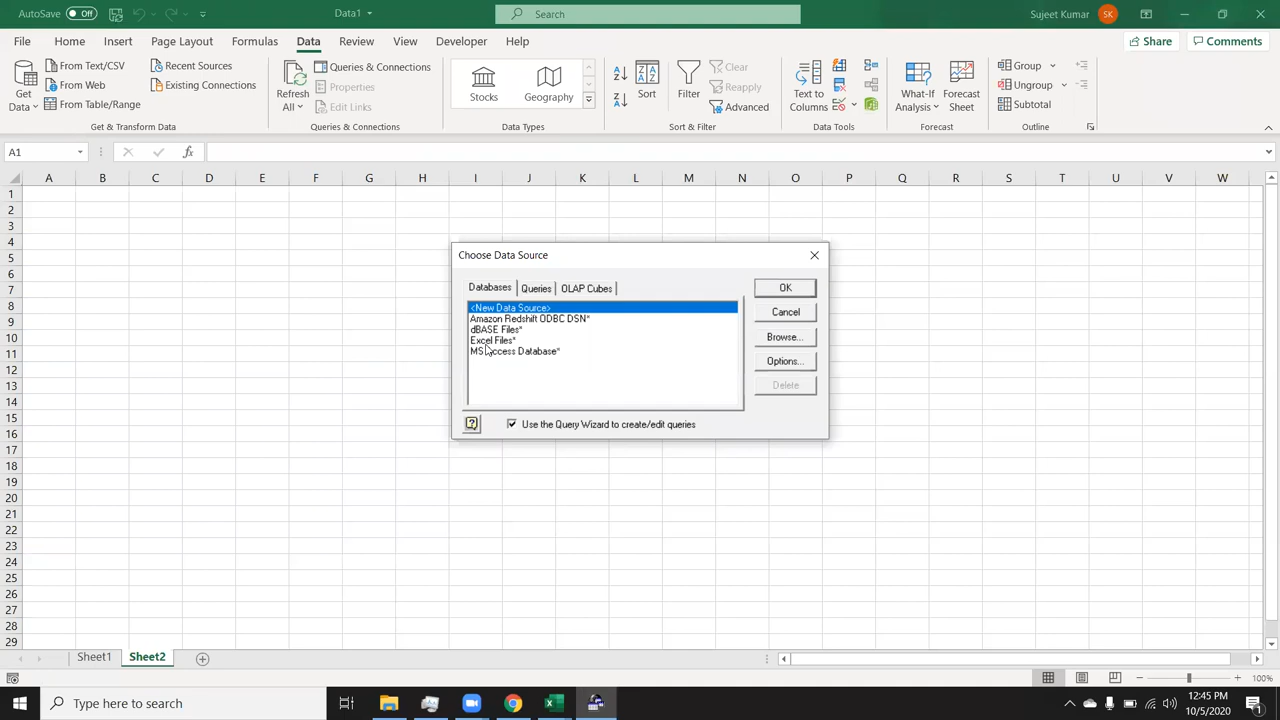 AutoSave Off Data1 Search Sujeet Kumar SK
File Home Insert Page Layout Formulas Data Review View Developer Help Share Comments
Get Data
From Text/CSV
From Web
From Table/Range
Recent Sources
Existing Connections
Get & Transform Data
Refresh All
Queries & Connections
Properties
Edit Links
Queries & Connections
Stocks
Geography
Data Types
Sort
Filter
Clear
Reapply
Advanced
Sort & Filter
Text to Columns
Data Tools
What-If Analysis
Forecast Sheet
Forecast
Group
Ungroup
Subtotal
Outline
A1 fx
A B C D E F G H I J K L M N O P Q R S T U V W
1
2
3
4
5
6
7
8
9
10
11
12
13
14
15
16
17
18
19
20
21
22
23
24
25
26
27
28
29
Choose Data Source
Databases Queries OLAP Cubes
<New Data Source>
Amazon Redshift ODBC DSN*
dBASE Files*
Excel Files*
MS Access Database*
OK
Cancel
Browse...
Options...
Delete
? Use the Query Wizard to create/edit queries
Sheet1 Sheet2
100%
Type here to search
12:45 PM
10/5/2020